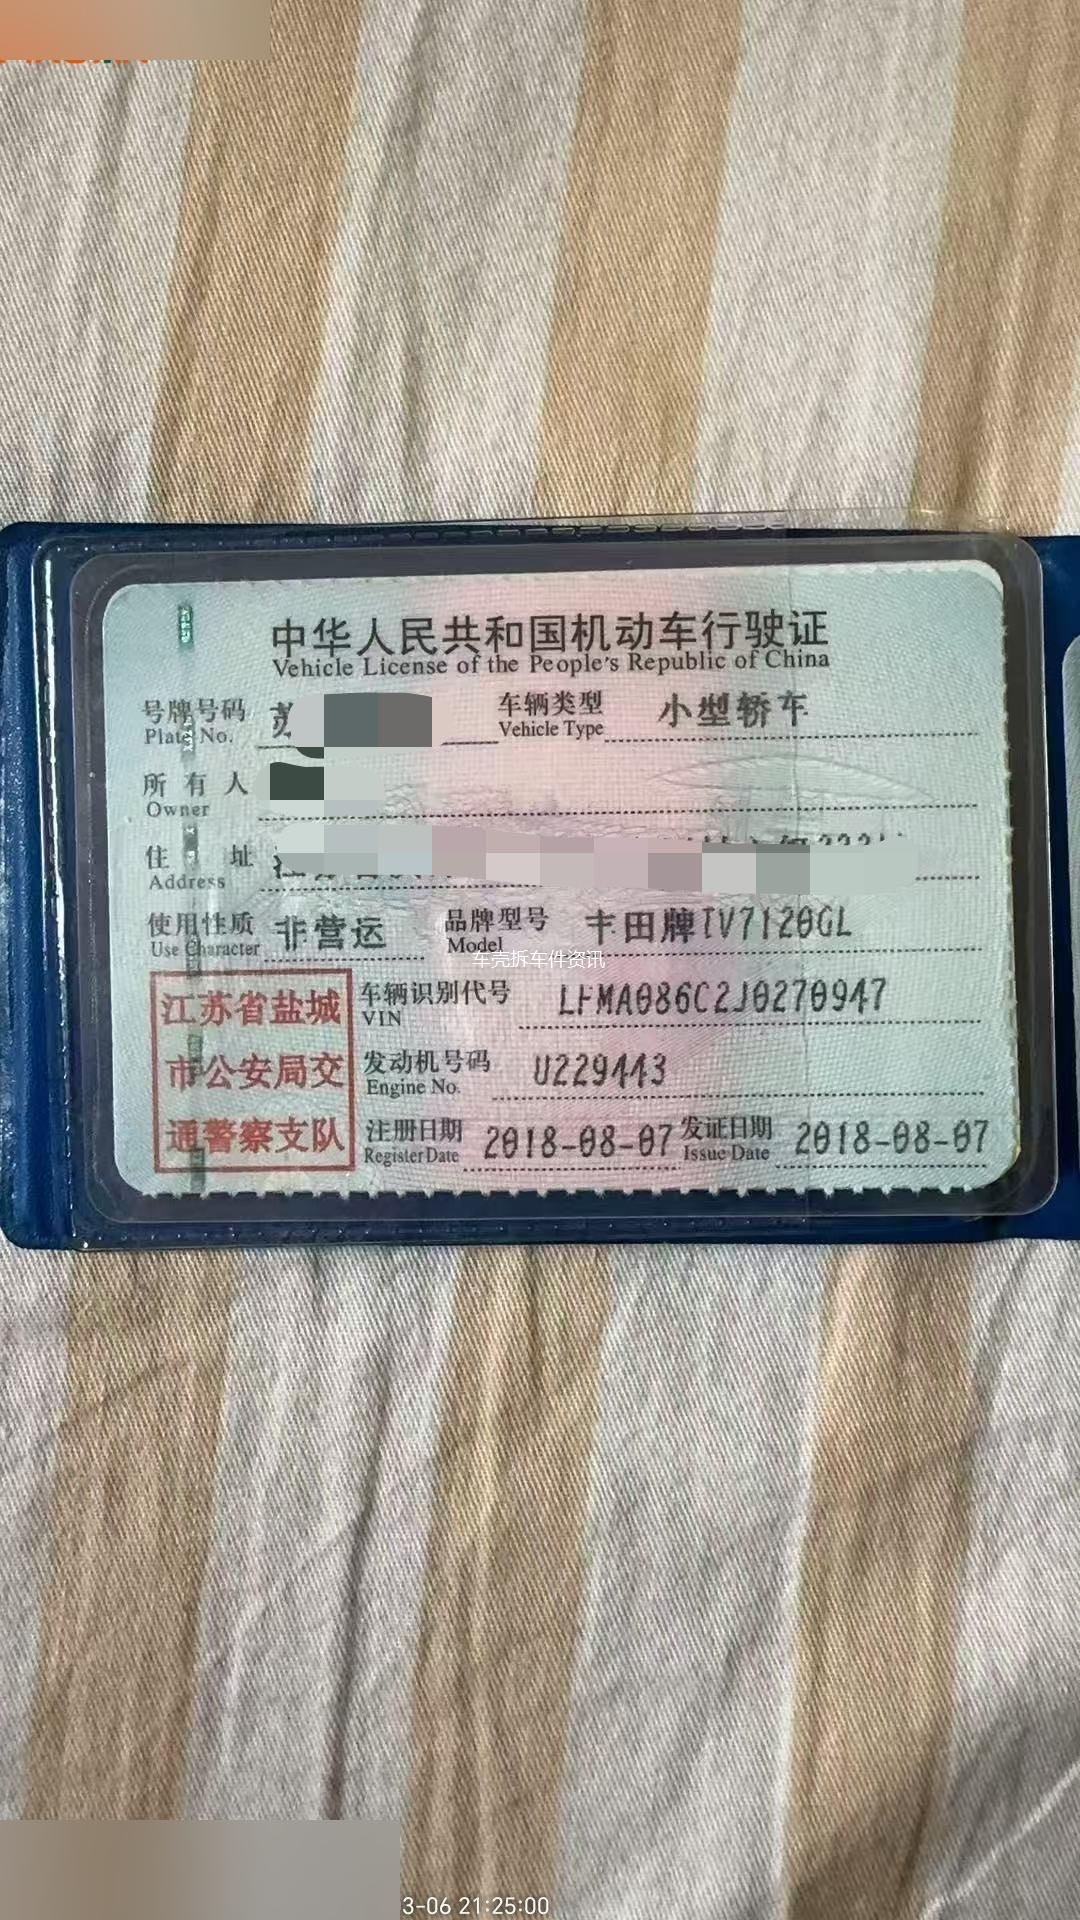 中华人民共和国机动车行驶证
Vehicle License of the People's Republic of China
号牌号码 苏 车辆类型 小型轿车
Plate No. Vehicle Type
所有人
Owner
住址
Address
使用性质 非营运 品牌型号 丰田牌TV7120GL
Use Character Model
车壳拆车件资讯
江苏省盐城 车辆识别代号 LFMA086C2J0270947
VIN
市公安局交 发动机号码 U229443
Engine No.
通警察支队 注册日期 2018-08-07 发证日期 2018-08-07
Register Date Issue Date
3-06 21:25:00